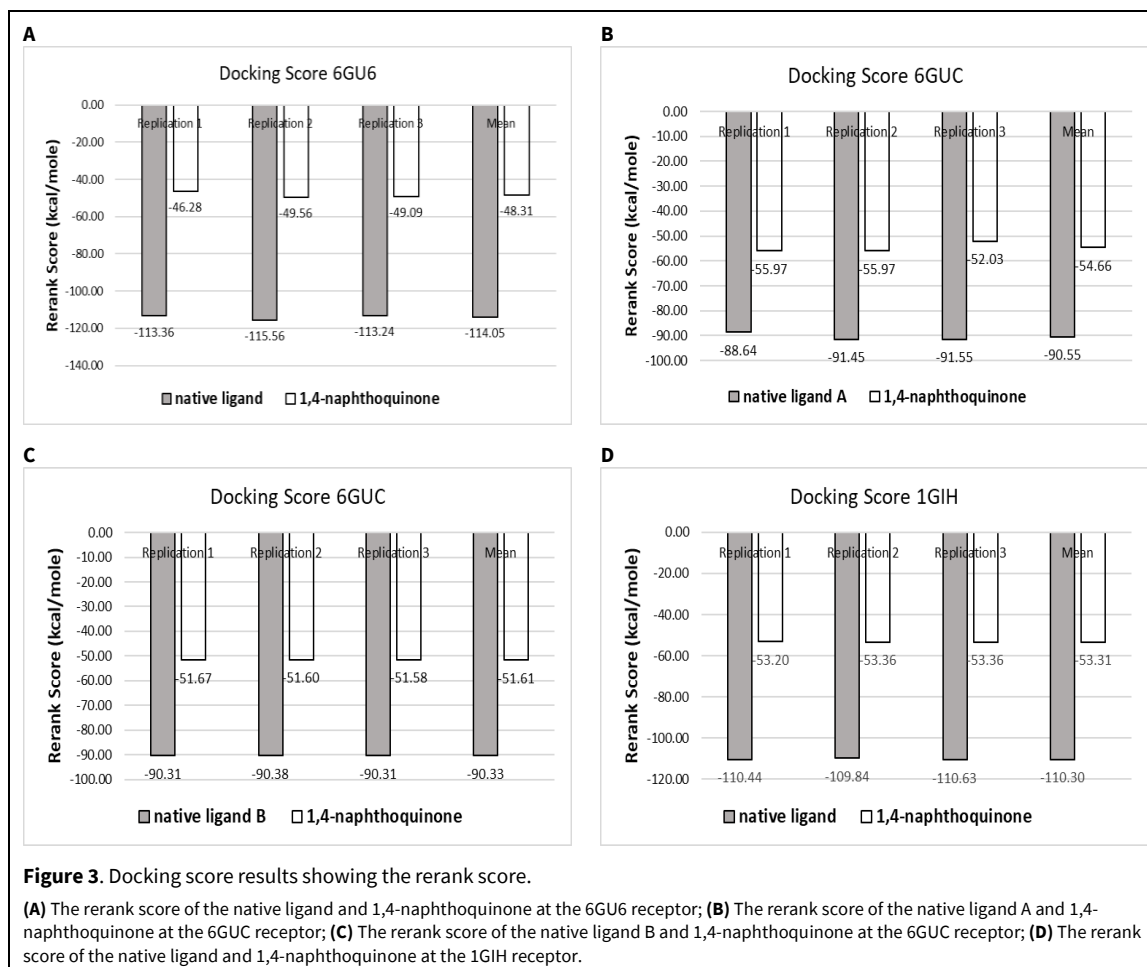 A
Docking Score 6GU6
Rerank Score (kcal/mole)
0.00
-20.00
-40.00
-60.00
-80.00
-100.00
-120.00
-140.00
Replication 1
Replication 2
Replication 3
Mean
-46.28
-49.56
-49.09
-48.31
-113.36
-115.56
-113.24
-114.05
native ligand 1,4-naphthoquinone
B
Docking Score 6GUC
Rerank Score (kcal/mole)
0.00
-10.00
-20.00
-30.00
-40.00
-50.00
-60.00
-70.00
-80.00
-90.00
-100.00
Replication 1
Replication 2
Replication 3
Mean
-55.97
-55.97
-52.03
-54.66
-88.64
-91.45
-91.55
-90.55
native ligand A 1,4-naphthoquinone
C
Docking Score 6GUC
Rerank Score (kcal/mole)
0.00
-10.00
-20.00
-30.00
-40.00
-50.00
-60.00
-70.00
-80.00
-90.00
-100.00
Replication 1
Replication 2
Replication 3
Mean
-51.67
-51.60
-51.58
-51.61
-90.31
-90.38
-90.31
-90.33
native ligand B 1,4-naphthoquinone
D
Docking Score 1GIH
Rerank Score (kcal/mole)
0.00
-20.00
-40.00
-60.00
-80.00
-100.00
-120.00
Replication 1
Replication 2
Replication 3
Mean
-53.20
-53.36
-53.36
-53.31
-110.44
-109.84
-110.63
-110.30
native ligand 1,4-naphthoquinone
Figure 3. Docking score results showing the rerank score.
(A) The rerank score of the native ligand and 1,4-naphthoquinone at the 6GU6 receptor; (B) The rerank score of the native ligand A and 1,4-
naphthoquinone at the 6GUC receptor; (C) The rerank score of the native ligand B and 1,4-naphthoquinone at the 6GUC receptor; (D) The rerank
score of the native ligand and 1,4-naphthoquinone at the 1GIH receptor.